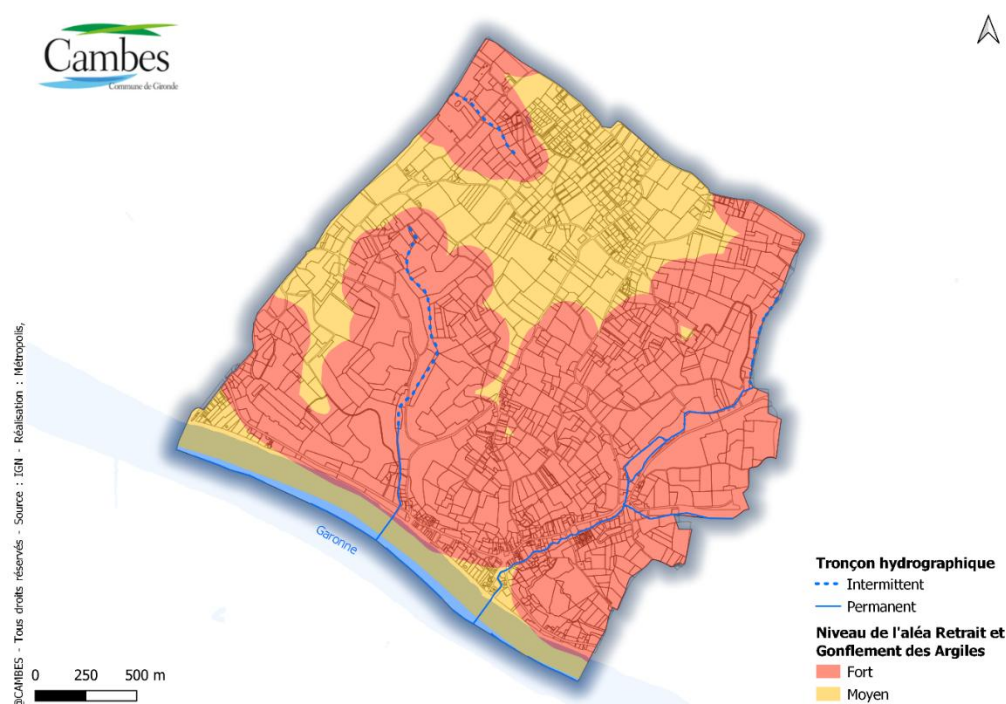 Cambes
Commune de Gironde
@CAMBES - Tous droits réservés - Source : IGN - Réalisation : Métropolis,
Garonne
0 250 500 m
Tronçon hydrographique
Intermittent
Permanent
Niveau de l'aléa Retrait et
Gonflement des Argiles
Fort
Moyen